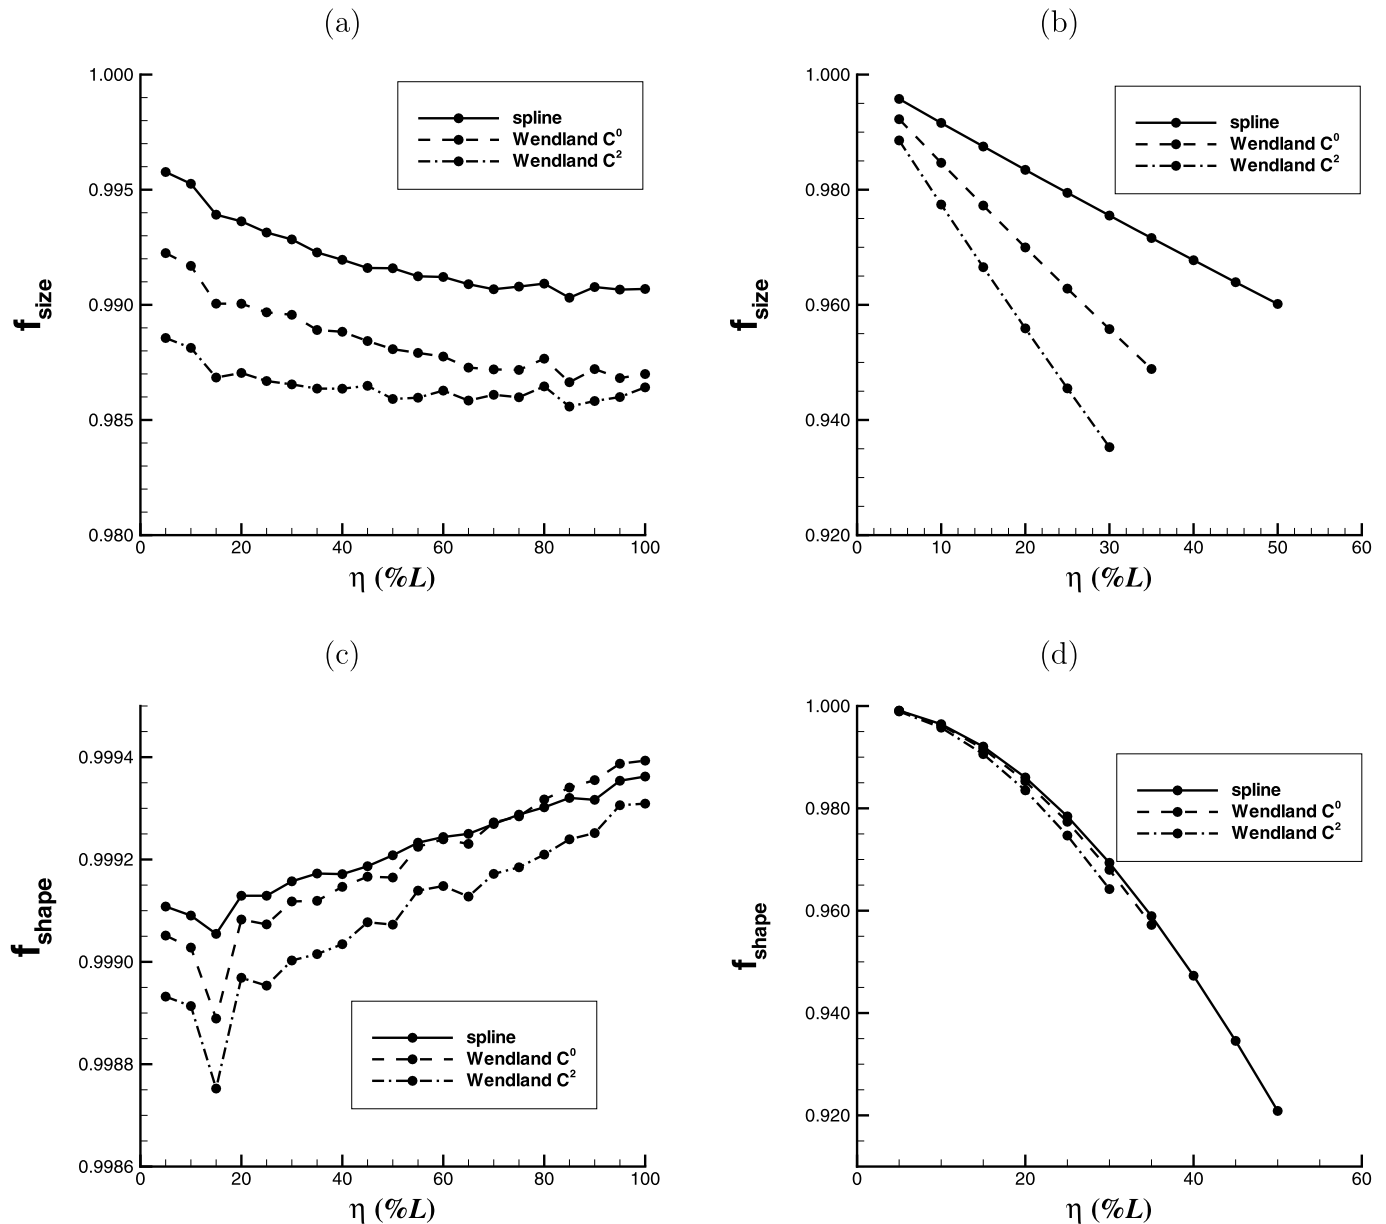 (a)
1.000
0.995
0.990
0.985
0.980
0 20 40 60 80 100
f_size
η (%L)
spline
Wendland C⁰
Wendland C²
(b)
1.000
0.980
0.960
0.940
0.920
0 10 20 30 40 50 60
f_size
η (%L)
spline
Wendland C⁰
Wendland C²
(c)
0.9994
0.9992
0.9990
0.9988
0.9986
0 20 40 60 80 100
f_shape
η (%L)
spline
Wendland C⁰
Wendland C²
(d)
1.000
0.980
0.960
0.940
0.920
0 20 40 60
f_shape
η (%L)
spline
Wendland C⁰
Wendland C²